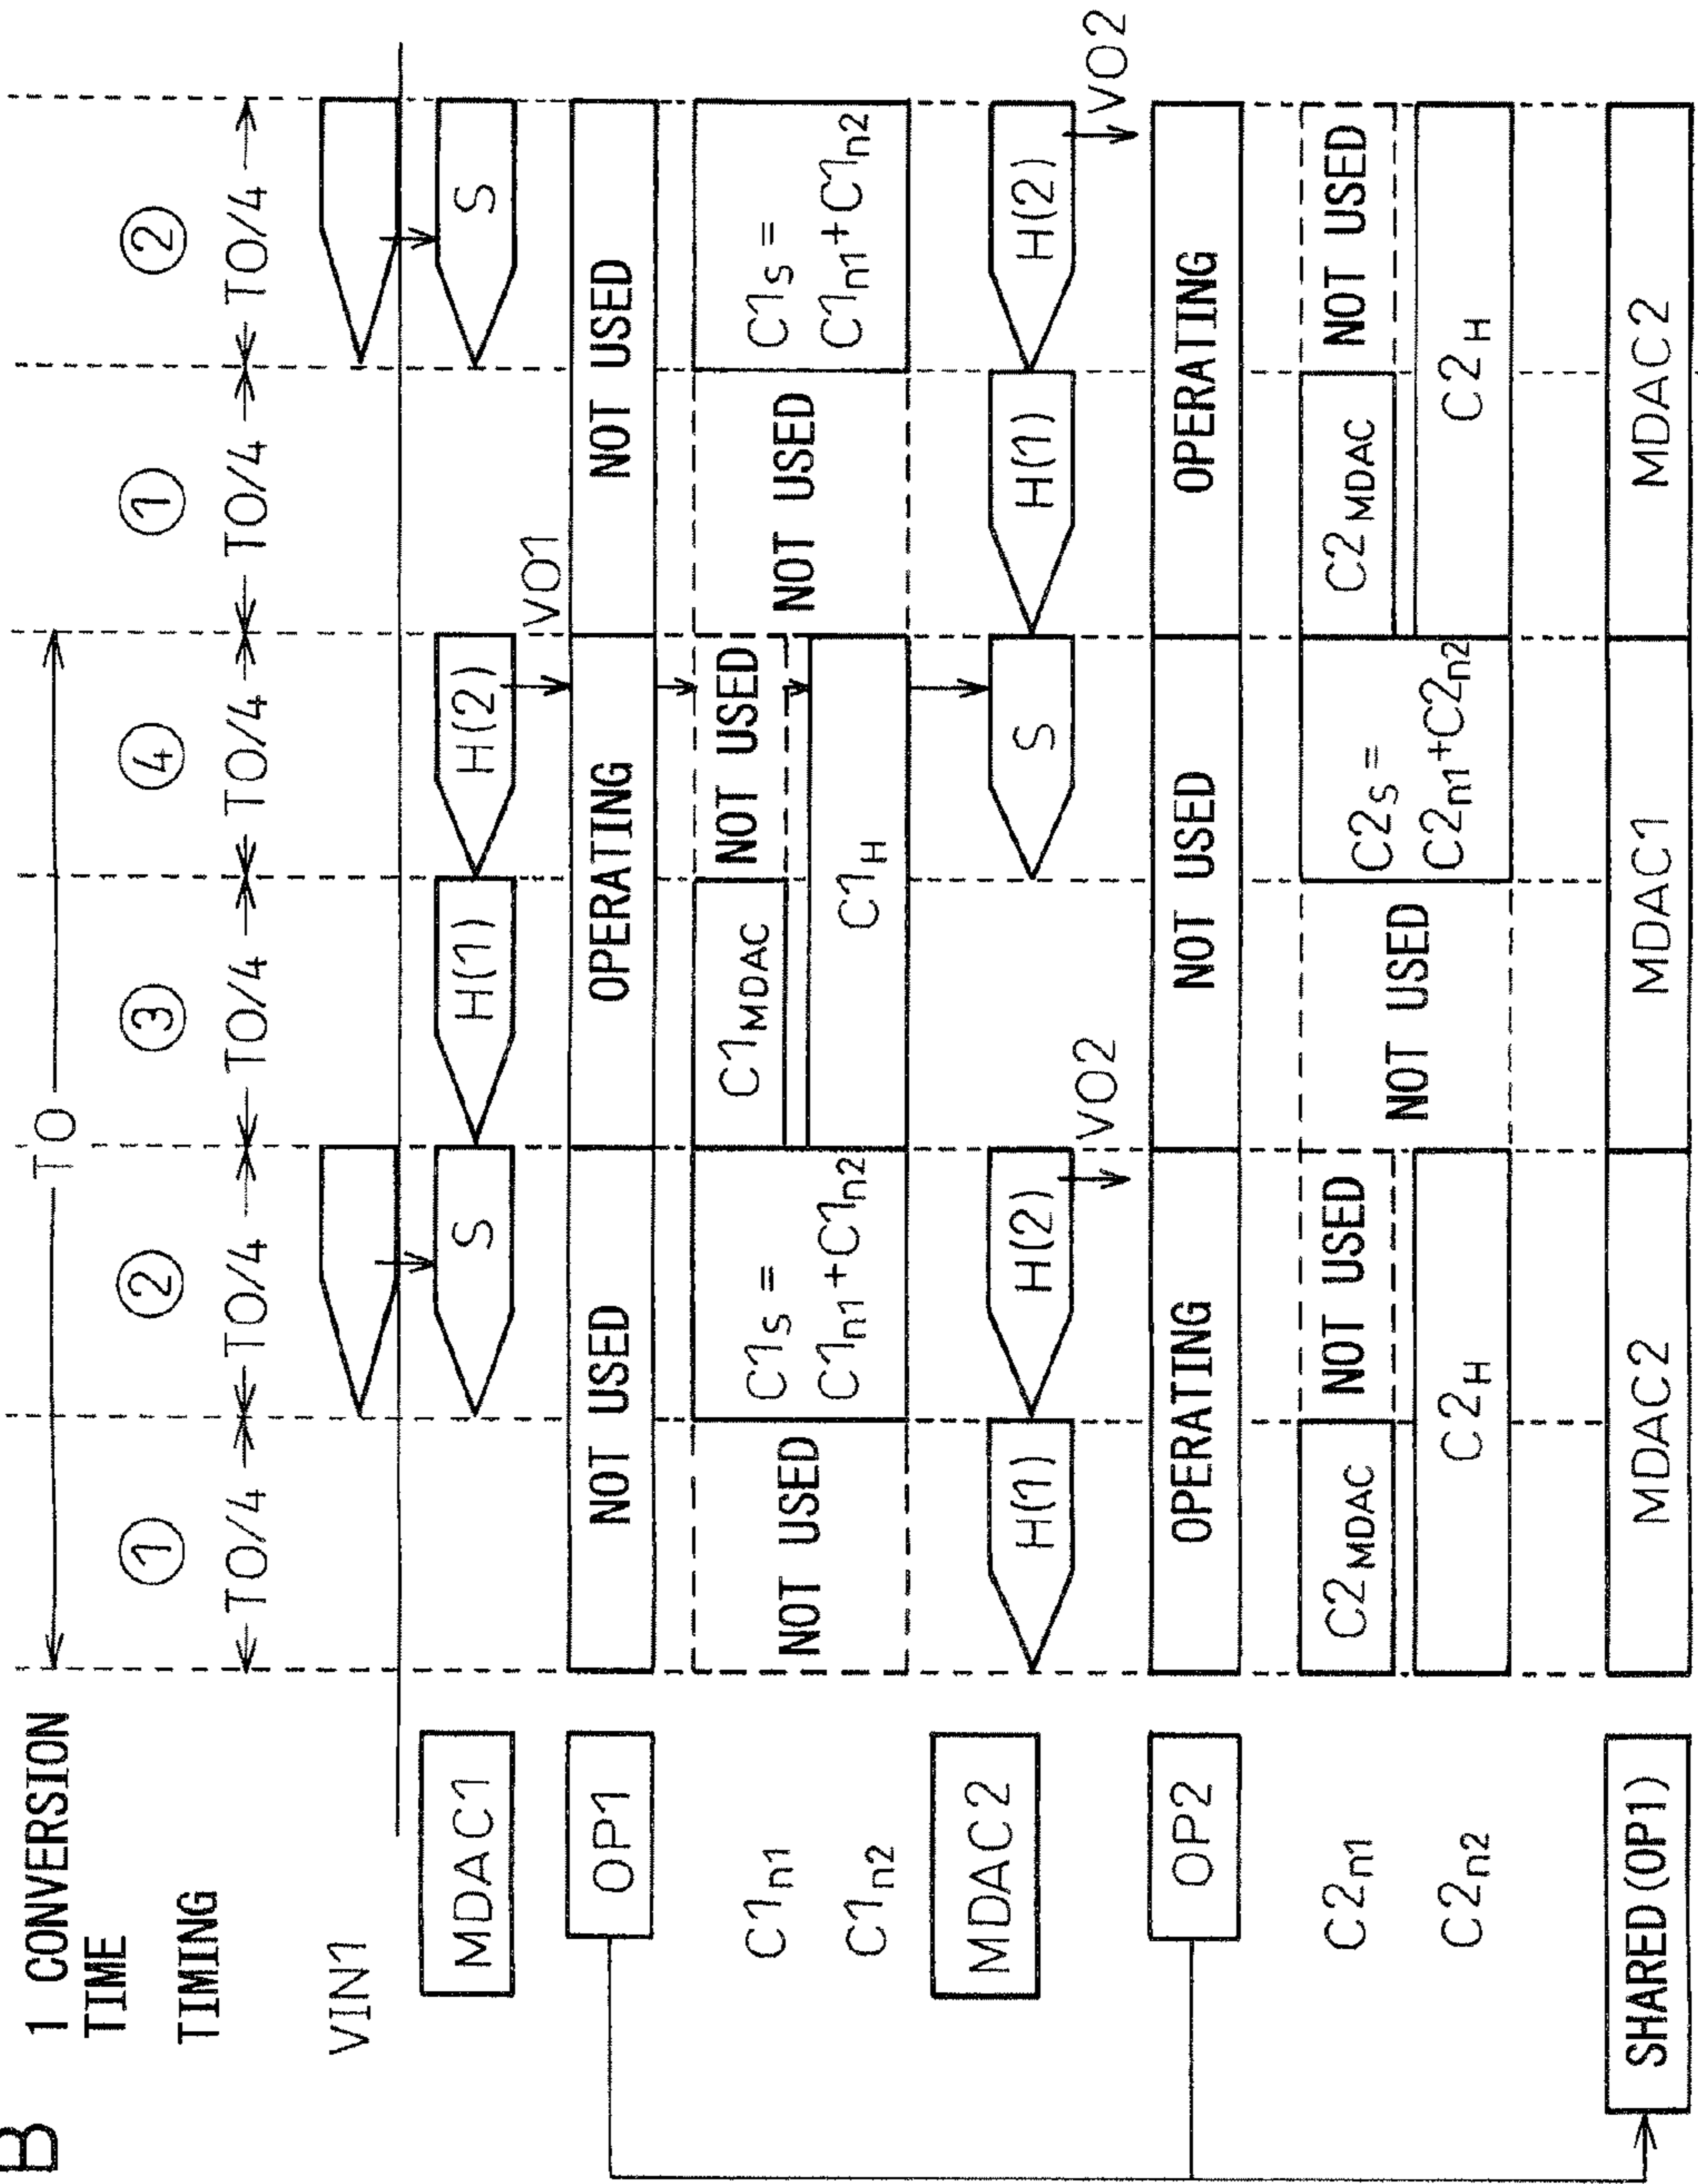 B
1 CONVERSION
TIME
TO
TIMING
① ② ③ ④ ① ②
TO/4 TO/4 TO/4 TO/4 TO/4 TO/4
VIN1
MDAC1
S H(1) H(2) S
VO1
OP1
NOT USED OPERATING NOT USED
C1n1
C1n2
NOT USED
C1S =
C1n1+C1n2
C1MDAC
NOT USED
C1H
NOT USED
C1S =
C1n1+C1n2
MDAC2
H(1) H(2) S H(1) H(2)
VO2 VO2
OP2
OPERATING NOT USED OPERATING
C2n1
C2n2
C2MDAC
NOT USED
C2H
NOT USED
C2S =
C2n1+C2n2
C2MDAC
NOT USED
C2H
SHARED(OP1)
MDAC2 MDAC1 MDAC2